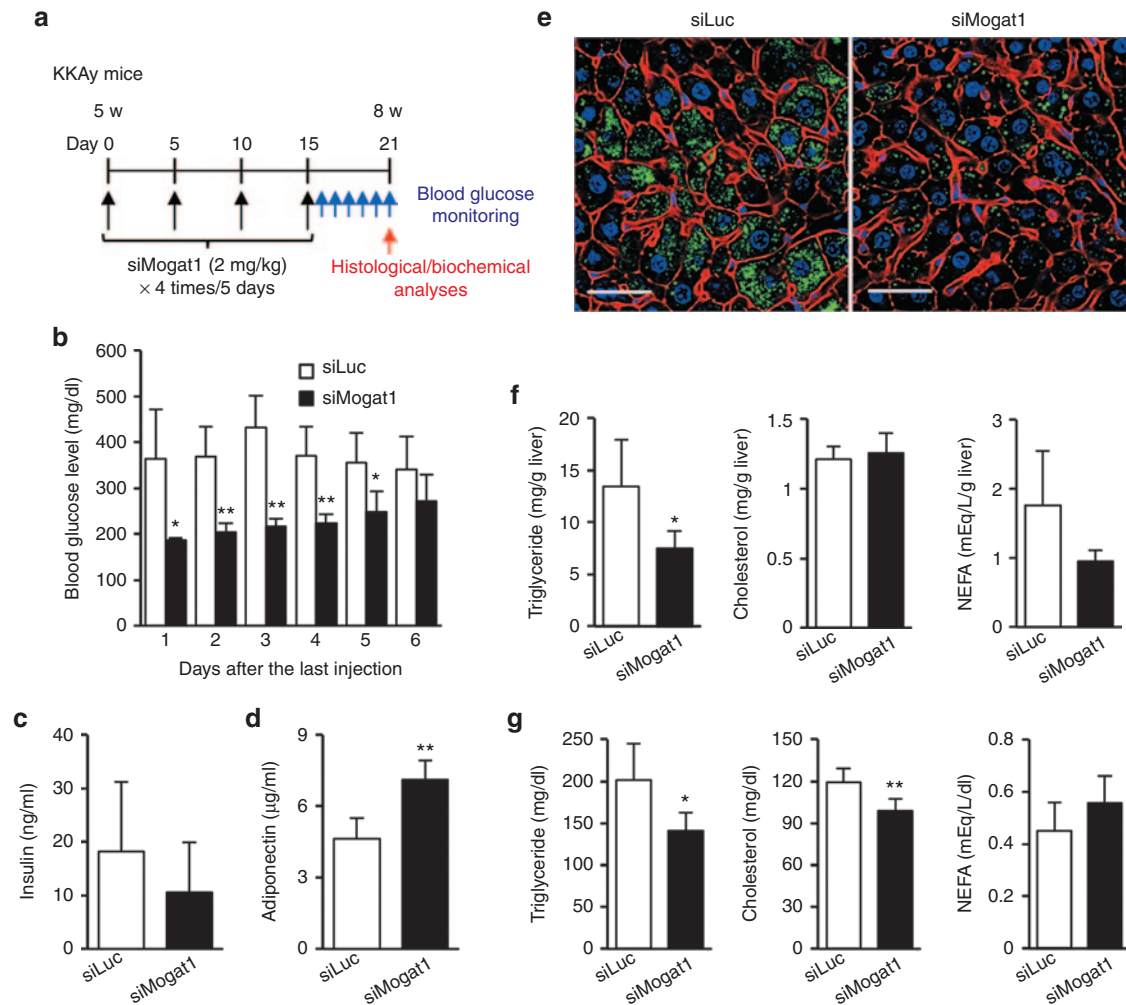 a
KKAy mice
5 w 8 w
Day 0 5 10 15 21
Blood glucose
monitoring
siMogat1 (2 mg/kg)
× 4 times/5 days
Histological/biochemical
analyses
e
siLuc siMogat1
b
Blood glucose level (mg/dl)
600
500
400
300
200
100
0
siLuc
siMogat1
* ** ** ** *
1 2 3 4 5 6
Days after the last injection
f
Triglyceride (mg/g liver)
20
15
10
5
0
*
siLuc
siMogat1
Cholesterol (mg/g liver)
1.5
1
0.5
0
siLuc
siMogat1
NEFA (mEq/L/g liver)
3
2
1
0
siLuc
siMogat1
c
Insulin (ng/ml)
40
30
20
10
0
siLuc
siMogat1
d
Adiponectin (μg/ml)
9
6
3
0
**
siLuc
siMogat1
g
Triglyceride (mg/dl)
250
200
150
100
50
0
*
siLuc
siMogat1
Cholesterol (mg/dl)
150
120
90
60
30
0
**
siLuc
siMogat1
NEFA (mEq/L/dl)
0.8
0.6
0.4
0.2
0
siLuc
siMogat1